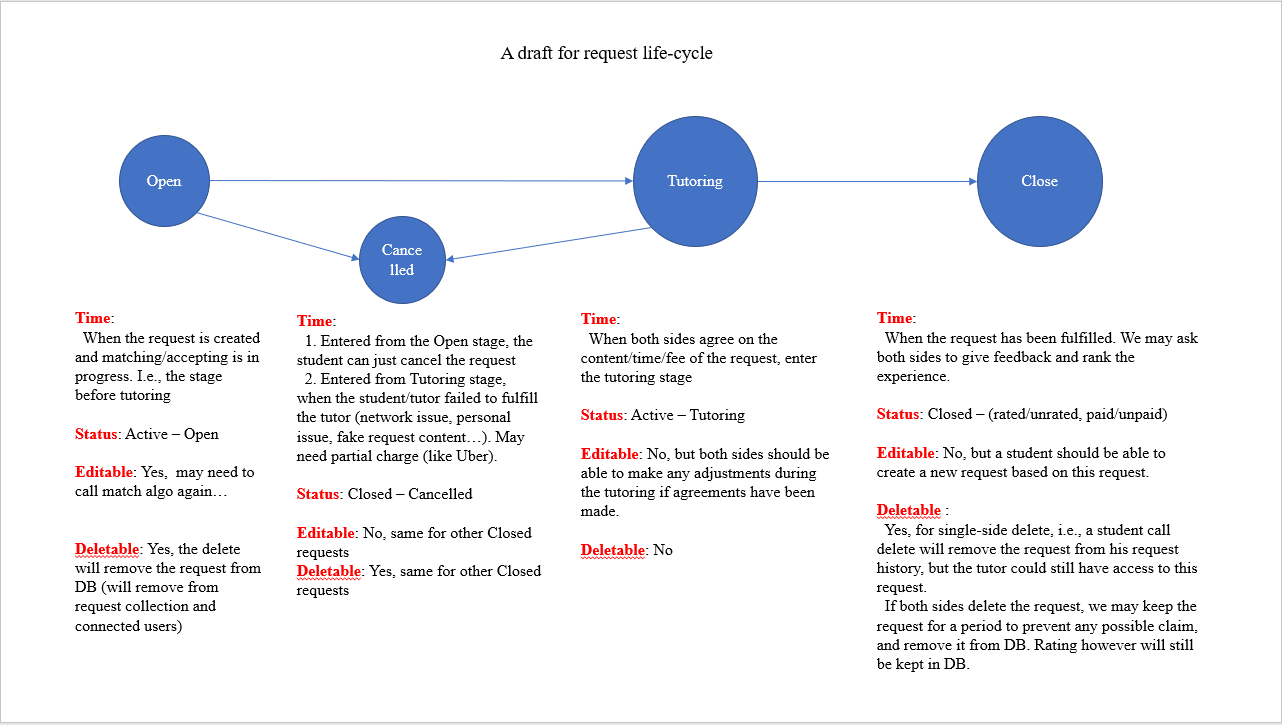 A draft for request life-cycle
Open
Cance
lled
Tutoring
Close
Time:
When the request is created
and matching/accepting is in
progress. I.e., the stage
before tutoring
Status: Active – Open
Editable: Yes,  may need to
call match algo again…
Deletable: Yes, the delete
will remove the request from
DB (will remove from
request collection and
connected users)
Time:
1. Entered from the Open stage, the
student can just cancel the request
2. Entered from Tutoring stage,
when the student/tutor failed to fulfill
the tutor (network issue, personal
issue, fake request content…). May
need partial charge (like Uber).
Status: Closed – Cancelled
Editable: No, same for other Closed
requests
Deletable: Yes, same for other Closed
requests
Time:
When both sides agree on the
content/time/fee of the request, enter
the tutoring stage
Status: Active – Tutoring
Editable: No, but both sides should be
able to make any adjustments during
the tutoring if agreements have been
made.
Deletable: No
Time:
When the request has been fulfilled. We may ask
both sides to give feedback and rank the
experience.
Status: Closed – (rated/unrated, paid/unpaid)
Editable: No, but a student should be able to
create a new request based on this request.
Deletable :
Yes, for single-side delete, i.e., a student call
delete will remove the request from his request
history, but the tutor could still have access to this
request.
If both sides delete the request, we may keep the
request for a period to prevent any possible claim,
and remove it from DB. Rating however will still
be kept in DB.